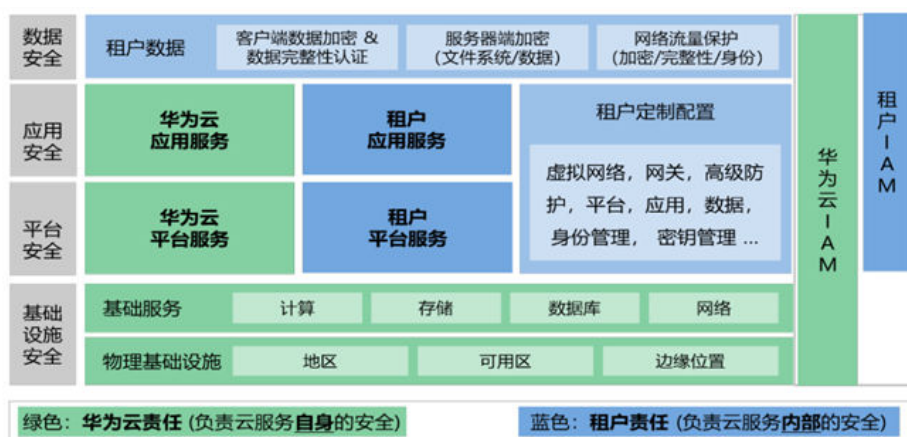 数据
安全
租户数据
客户端数据加密 &
数据完整性认证
服务器端加密
(文件系统/数据)
网络流量保护
(加密/完整性/身份)
应用
安全
华为云
应用服务
租户
应用服务
租户定制配置
虚拟网络，网关，高级防
护，平台，应用，数据，
身份管理， 密钥管理 ...
平台
安全
华为云
平台服务
租户
平台服务
基础
设施
安全
基础服务
计算
存储
数据库
网络
物理基础设施
地区
可用区
边缘位置
华为云IAM
租户IAM
绿色：华为云责任 (负责云服务自身的安全)
蓝色：租户责任 (负责云服务内部的安全)